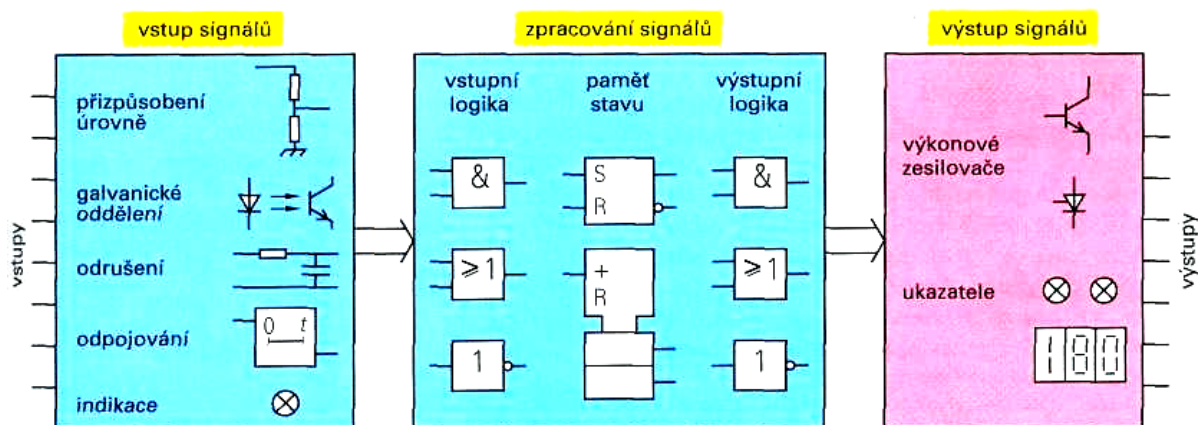 vstup signálů
zpracování signálů
výstup signálů
vstupy
přizpůsobení
úrovně
galvanické
oddělení
odrušení
odpojování
0 t
indikace
vstupní
logika
paměť
stavu
výstupní
logika
&
S
R
&
≥1
+
R
≥1
1
1
výkonové
zesilovače
ukazatele
180
výstupy